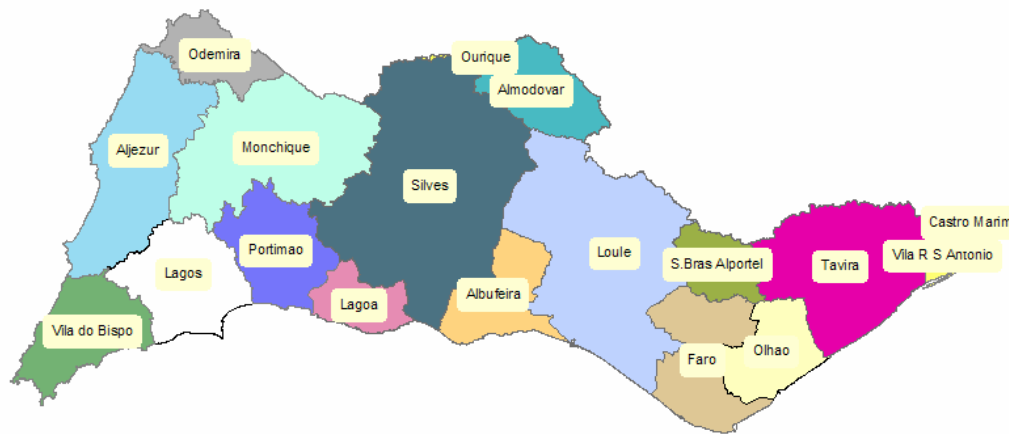 Odemira
Ourique
Almodovar
Aljezur
Monchique
Silves
Castro Marim
Portimao
Loule
S.Bras Alportel
Tavira
Vila R S Antonio
Lagos
Lagoa
Albufeira
Vila do Bispo
Faro
Olhao